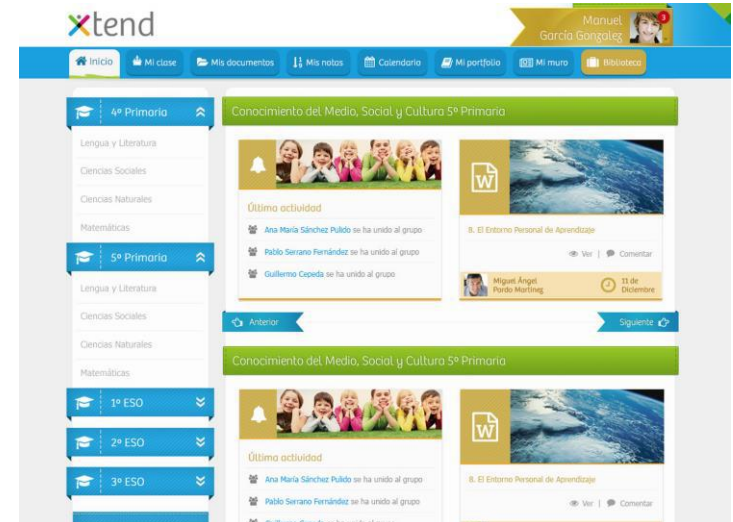 xtend
Manuel
García Gonzalez
3
Inicio
Mi clase
Mis documentos
Mis notas
Calendario
Mi portfolio
Mi muro
Biblioteca
4º Primaria
Lengua y Literatura
Ciencias Sociales
Ciencias Naturales
Matemáticas
5º Primaria
Lengua y Literatura
Ciencias Sociales
Ciencias Naturales
Matemáticas
1º ESO
2º ESO
3º ESO
Conocimiento del Medio, Social y Cultura 5º Primaria
Última actividad
Ana María Sánchez Pulido se ha unido al grupo
Pablo Serrano Fernández se ha unido al grupo
Guillermo Cepeda se ha unido al grupo
W
8. El Entorno Personal de Aprendizaje
Ver | Comentar
Miguel Ángel
Pardo Martinez
11 de
Diciembre
Anterior
Siguiente
Conocimiento del Medio, Social y Cultura 5º Primaria
Última actividad
Ana María Sánchez Pulido se ha unido al grupo
Pablo Serrano Fernández se ha unido al grupo
W
8. El Entorno Personal de Aprendizaje
Ver | Comentar